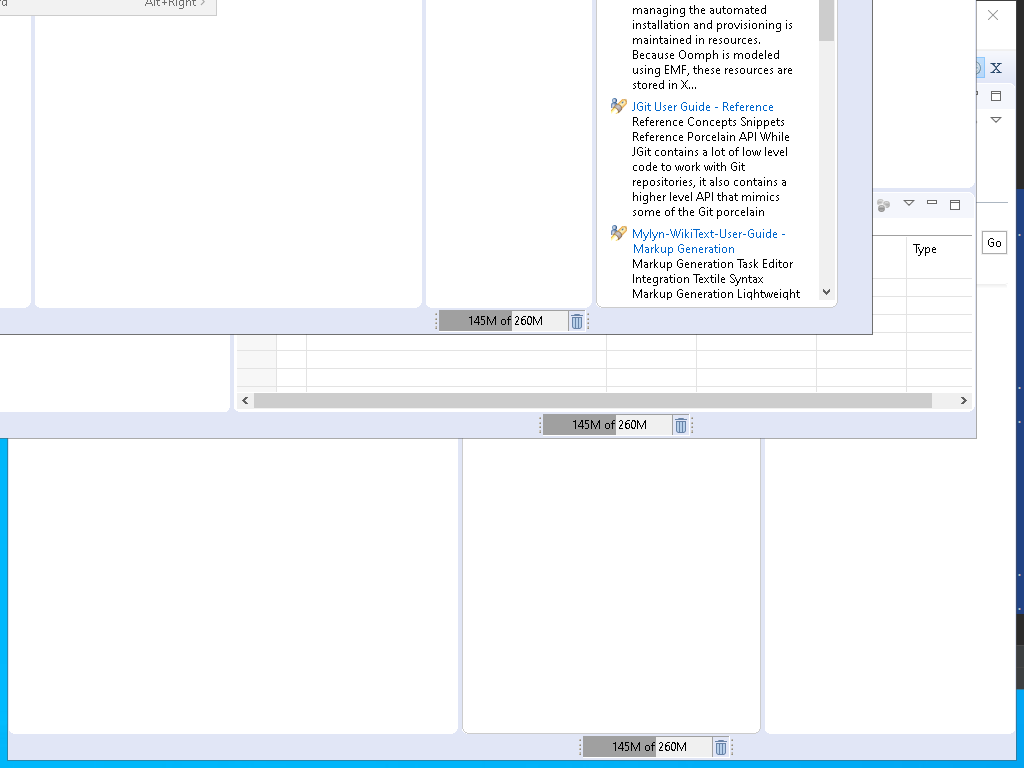 Alt+Right
managing the automated
installation and provisioning is
maintained in resources.
Because Oomph is modeled
using EMF, these resources are
stored in X...
JGit User Guide - Reference
Reference Concepts Snippets
Reference Porcelain API While
JGit contains a lot of low level
code to work with Git
repositories, it also contains a
higher level API that mimics
some of the Git porcelain
Mylyn-WikiText-User-Guide -
Markup Generation
Markup Generation Task Editor
Integration Textile Syntax
Markup Generation Lightweight
145M of 260M
X
Type
Go
145M of 260M
145M of 260M